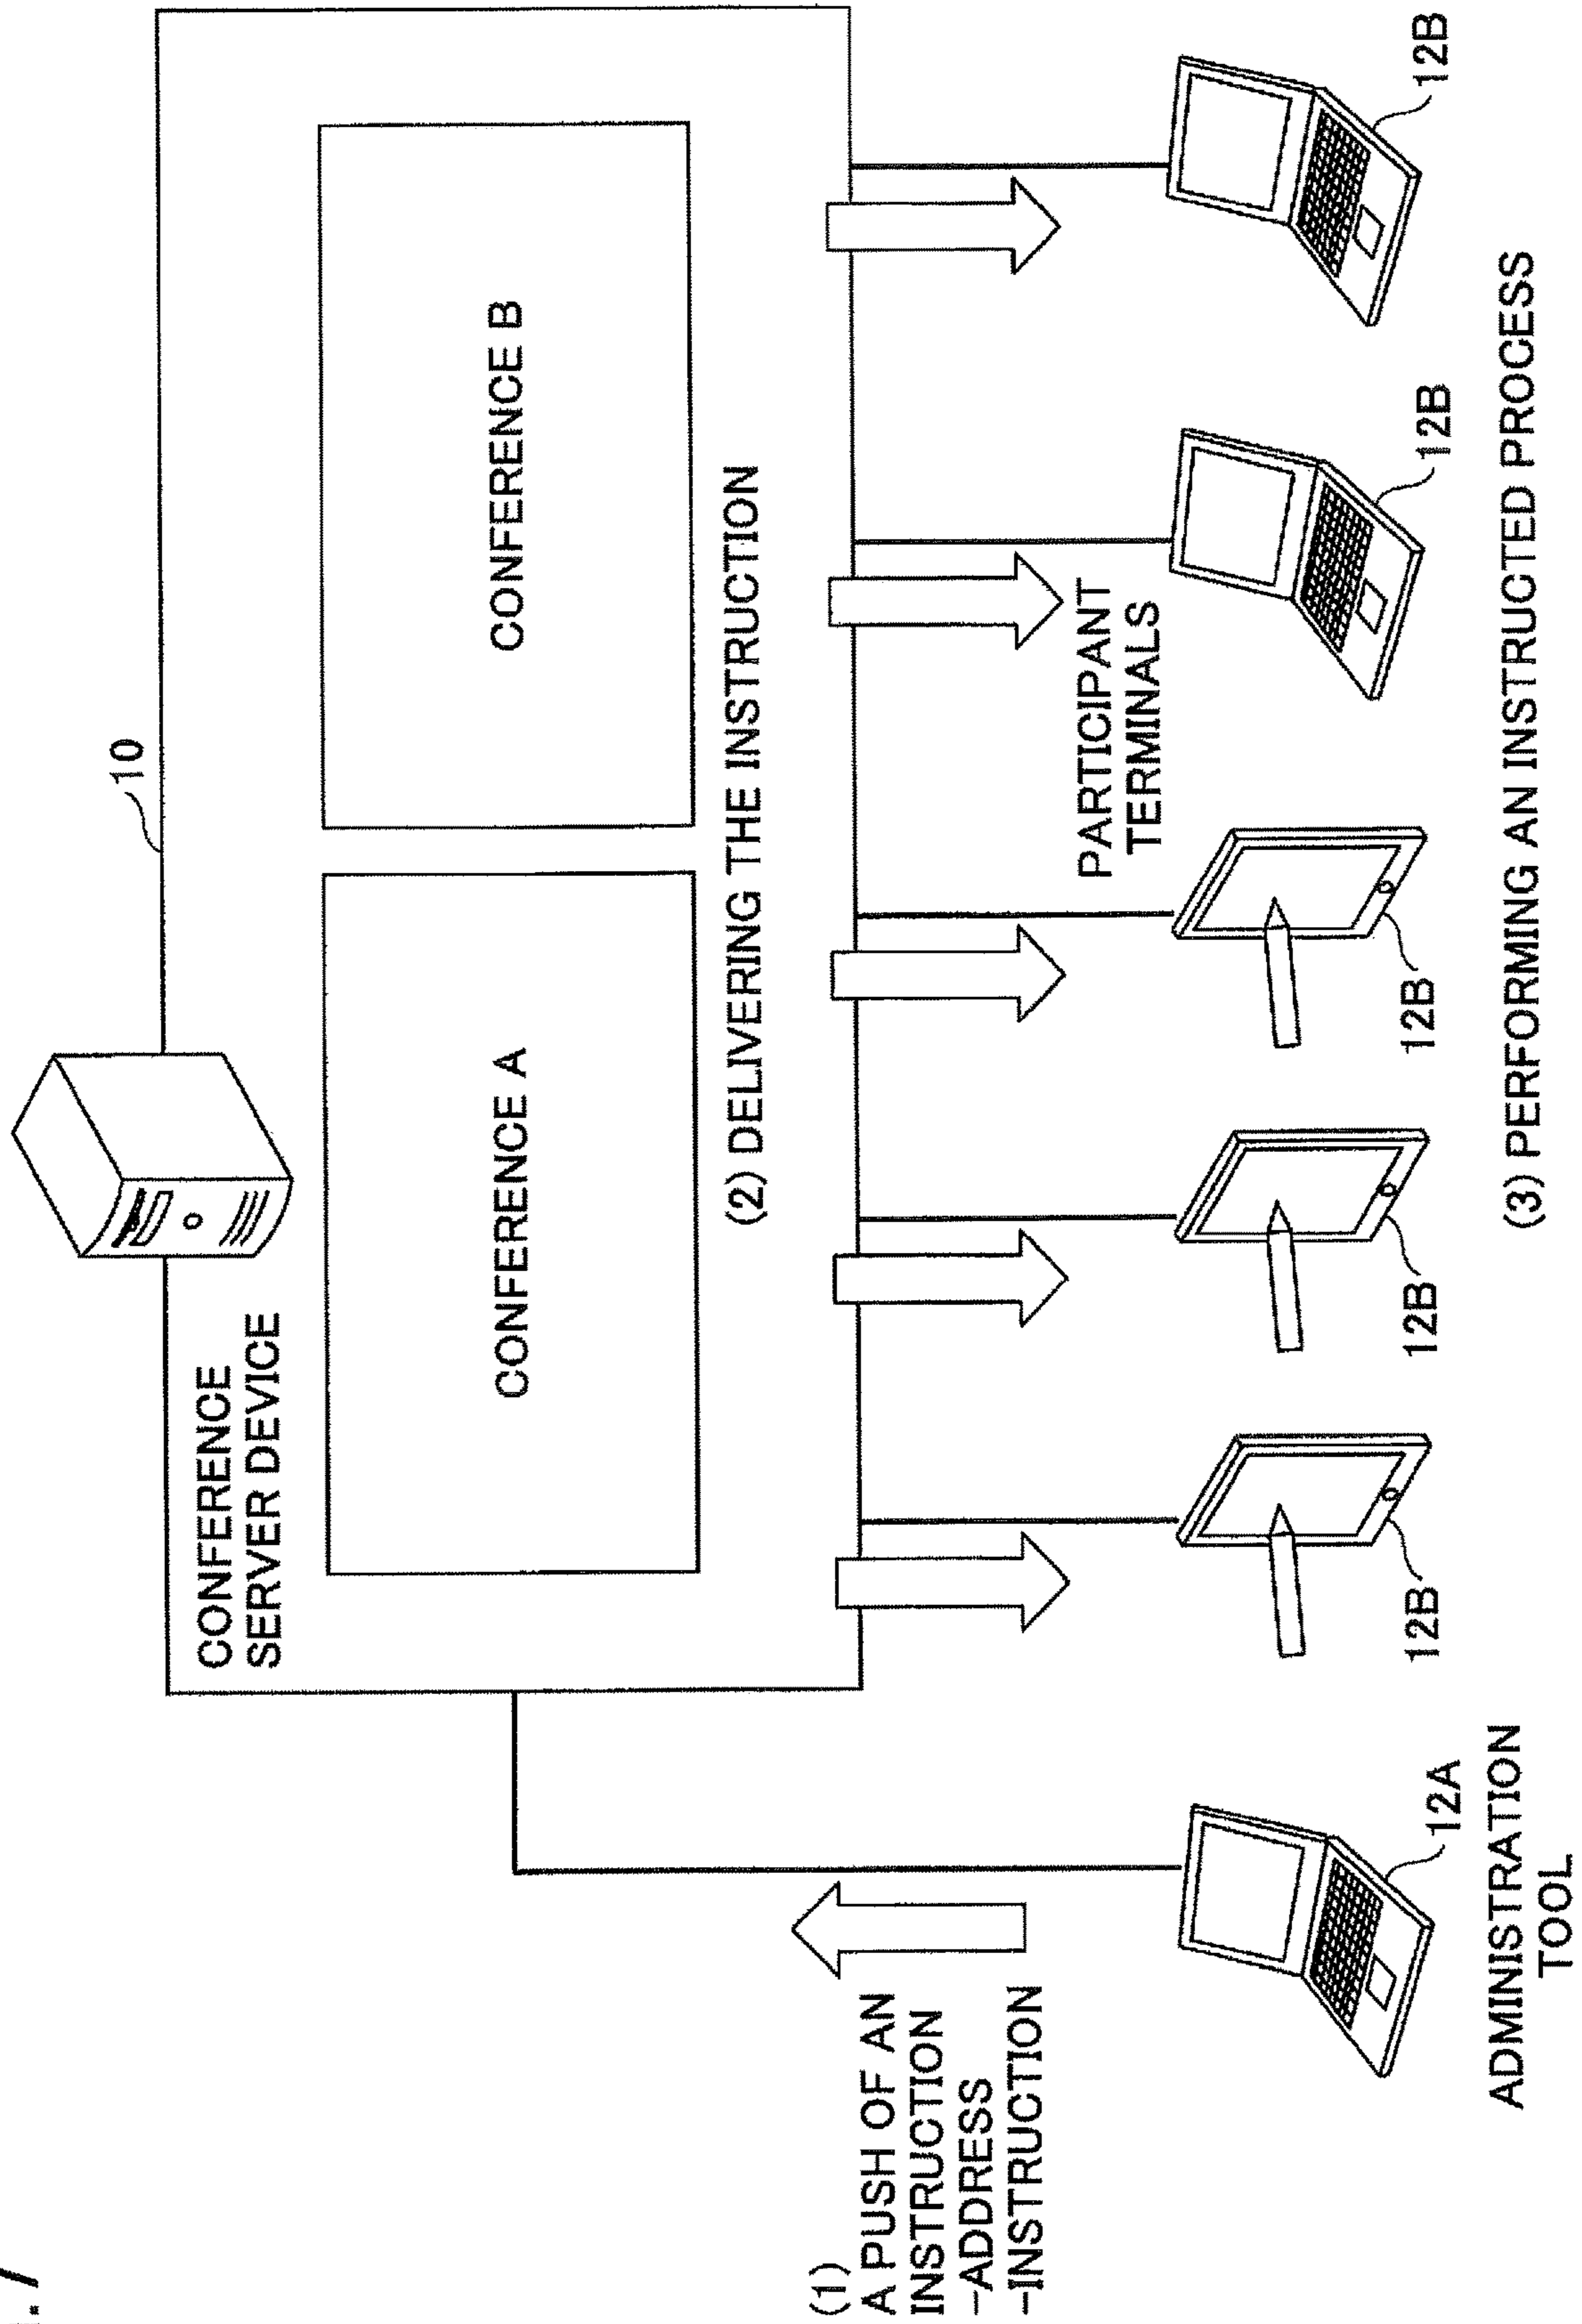 10
CONFERENCE
SERVER DEVICE
CONFERENCE A
CONFERENCE B
(2) DELIVERING THE INSTRUCTION
(1)
A PUSH OF AN
INSTRUCTION
-ADDRESS
-INSTRUCTION
PARTICIPANT
TERMINALS
12A
12B
12B
12B
12B
12B
ADMINISTRATION
TOOL
(3) PERFORMING AN INSTRUCTED PROCESS